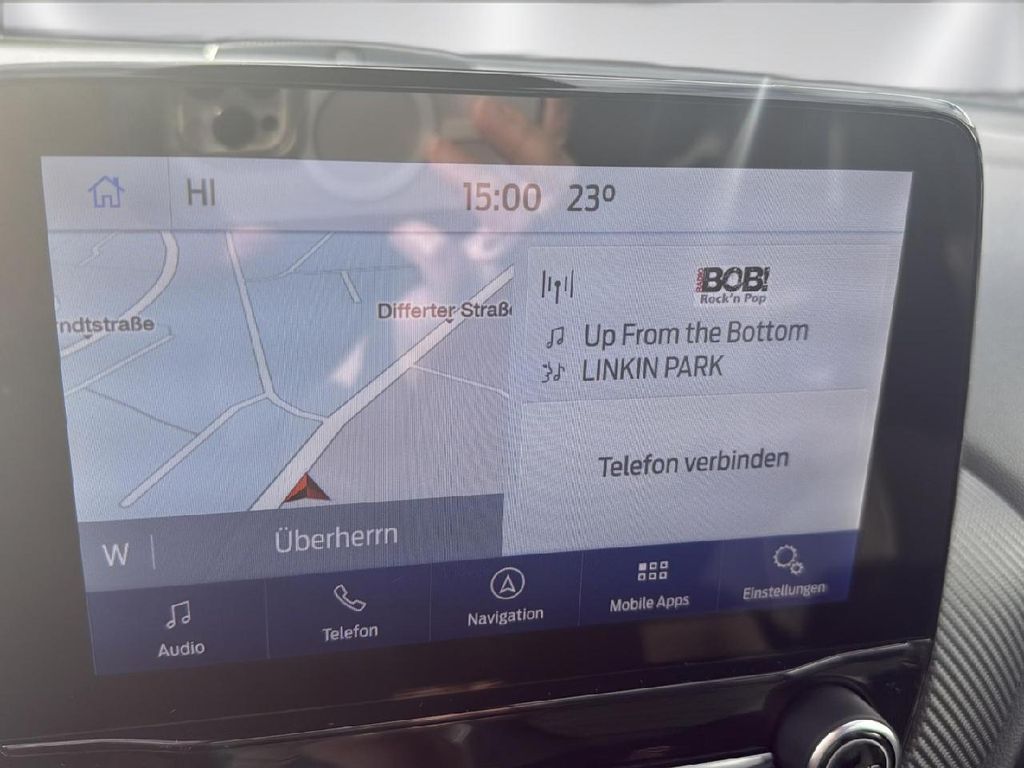 HI
15:00 23°
ndtstraße
Differter Straße
RADIO BOB!
Rock'n Pop
Up From the Bottom
LINKIN PARK
Telefon verbinden
W
Überherrn
Audio
Telefon
Navigation
Mobile Apps
Einstellungen